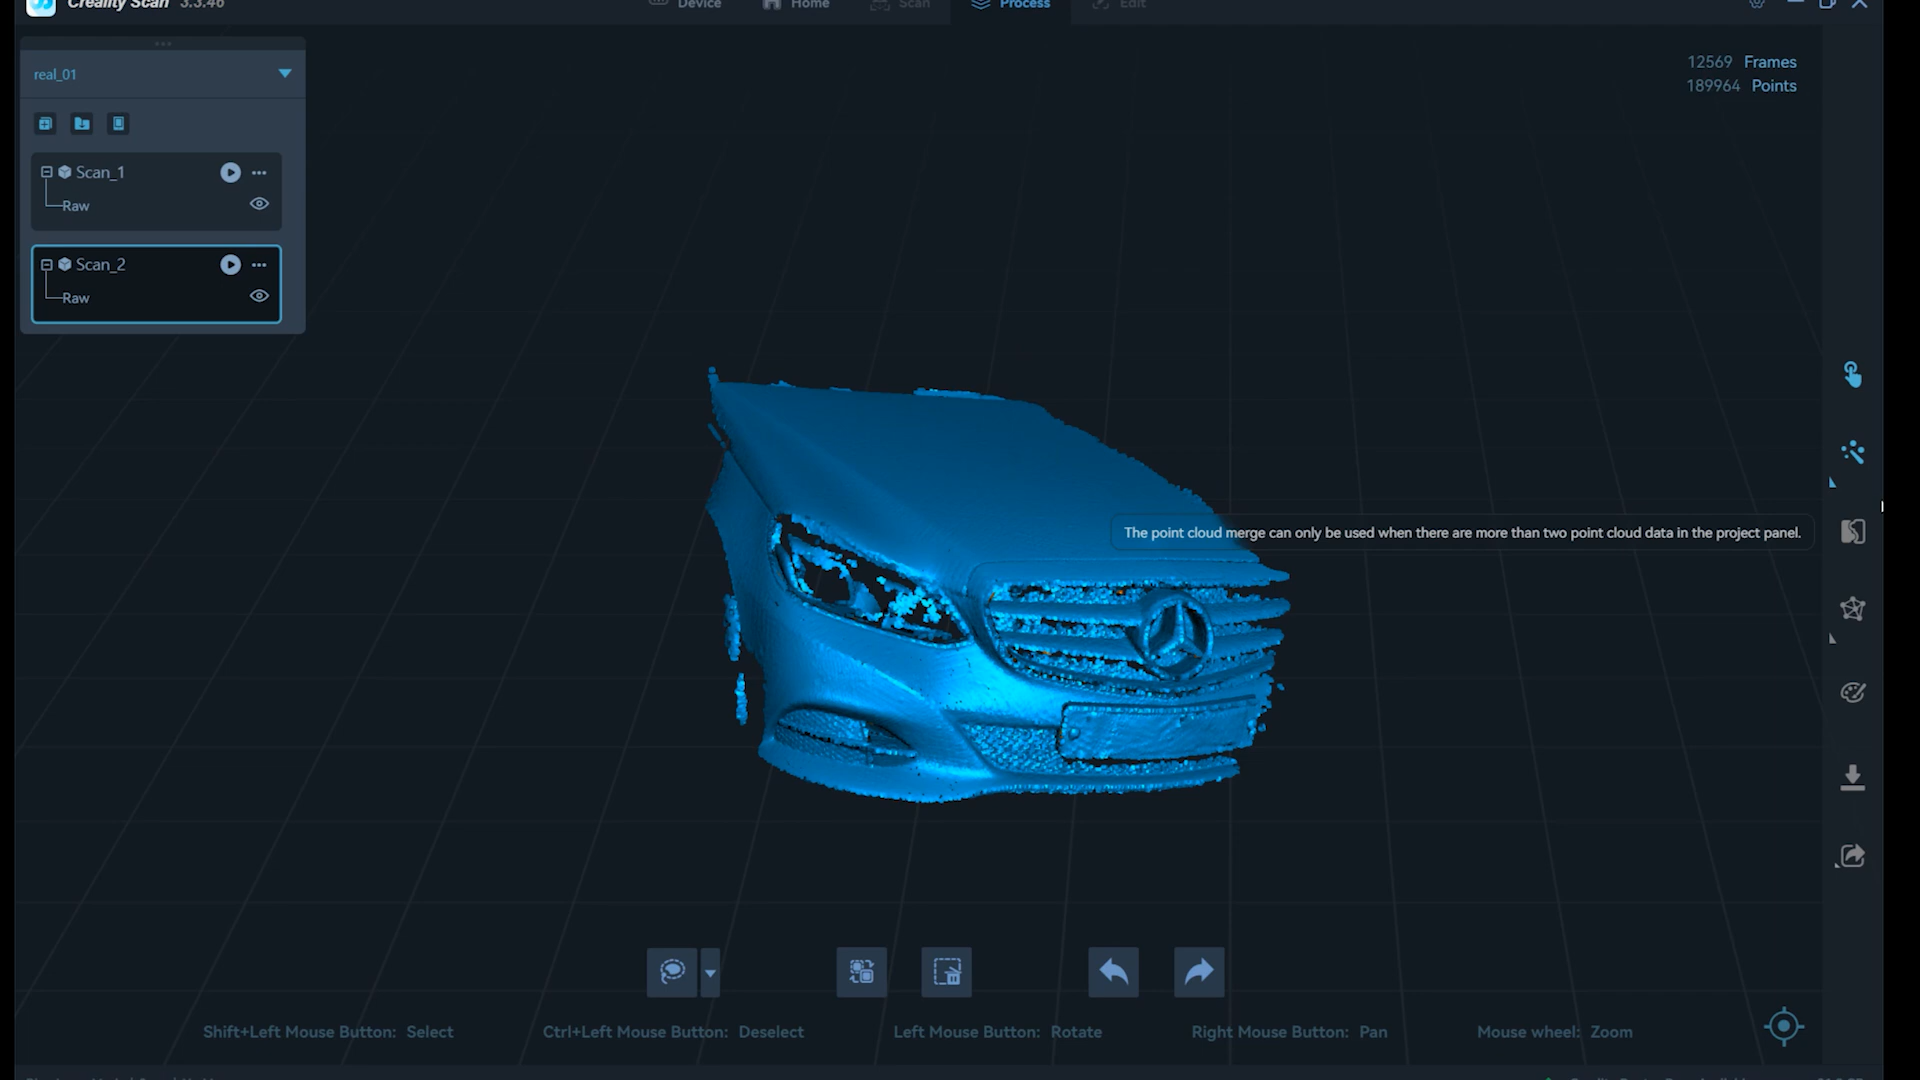 Creality Scan 3.3.46
Device
Home
Scan
Process
Edit
real_01
12569 Frames
189964 Points
Scan_1
Raw
Scan_2
Raw
The point cloud merge can only be used when there are more than two point cloud data in the project panel.
Shift+Left Mouse Button: Select
Ctrl+Left Mouse Button: Deselect
Left Mouse Button: Rotate
Right Mouse Button: Pan
Mouse wheel: Zoom